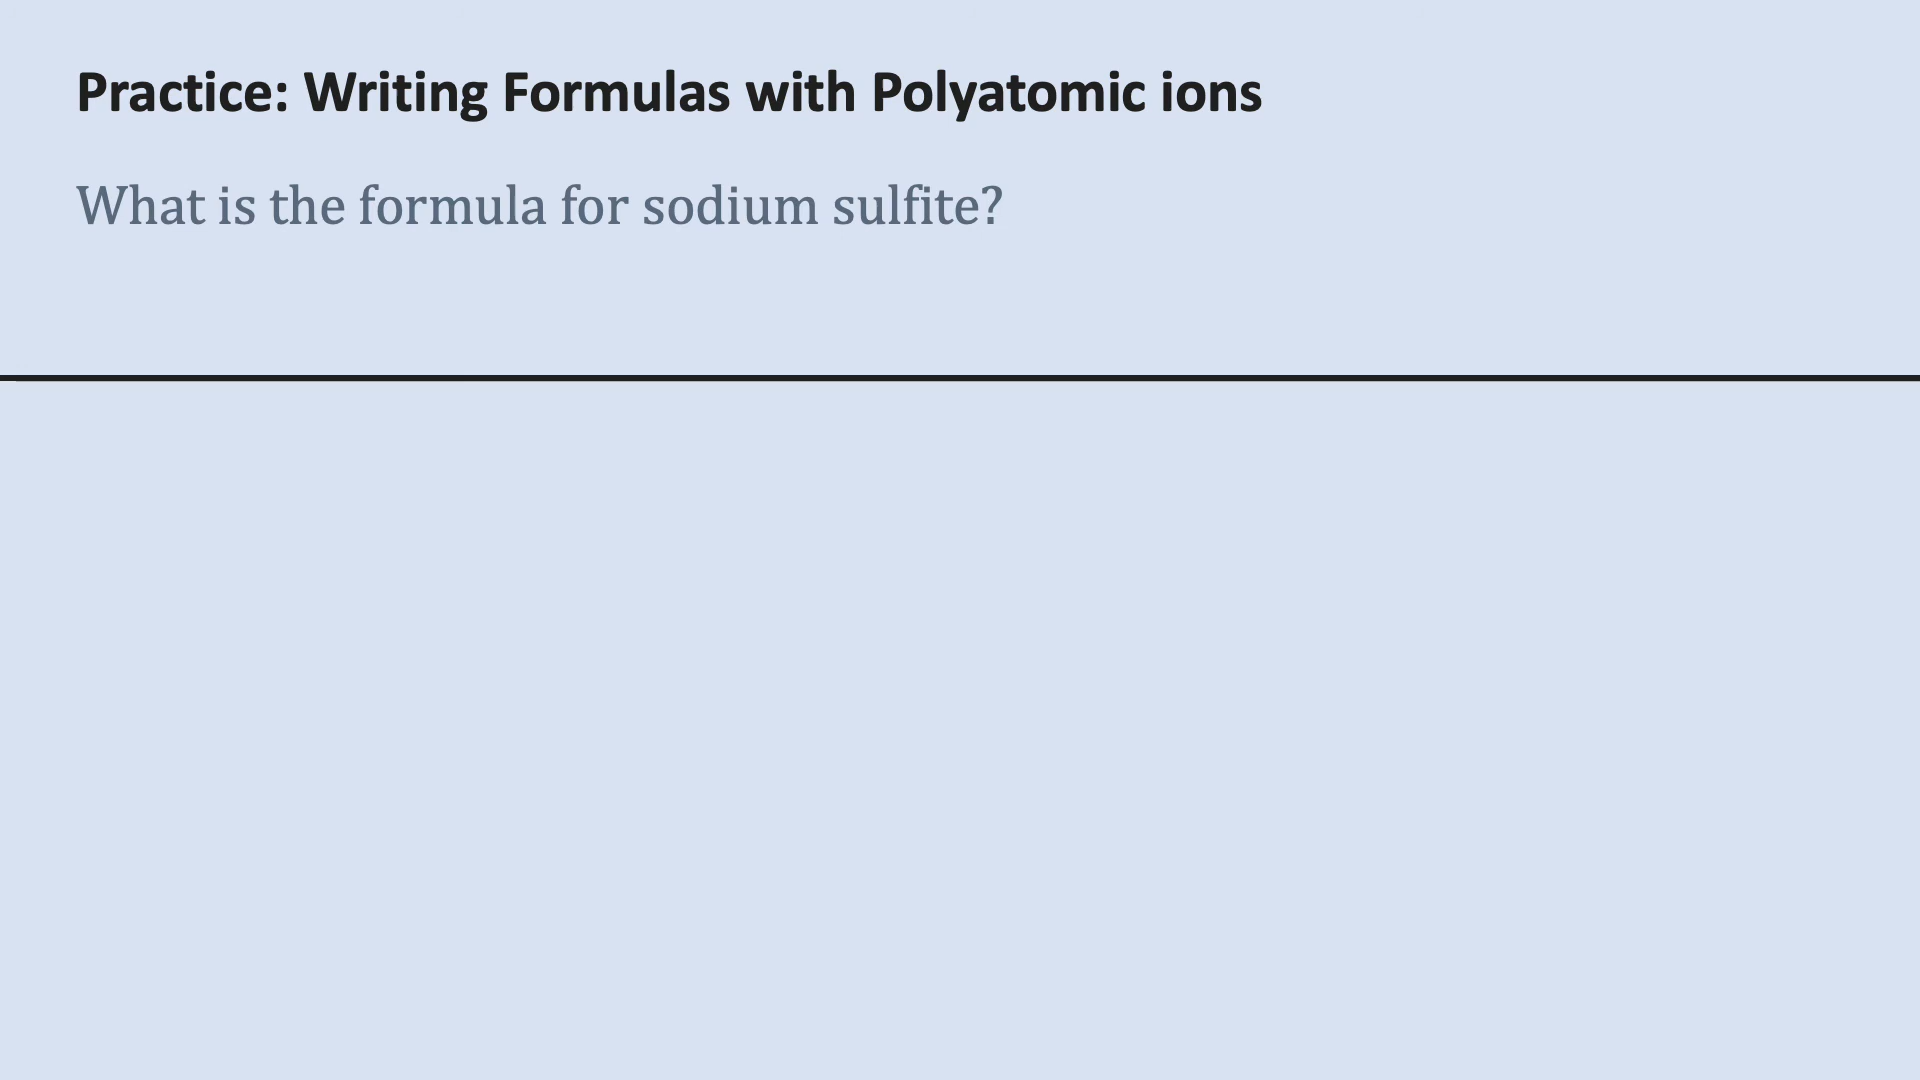 Practice: Writing Formulas with Polyatomic ions
What is the formula for sodium sulfite?